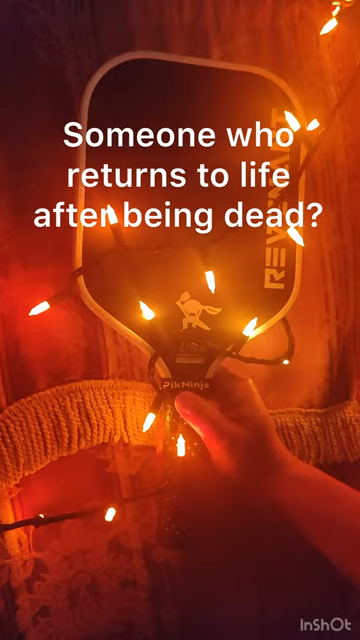 Someone who
returns to life
after being dead?
REVENANT
PikNinja
InShOt